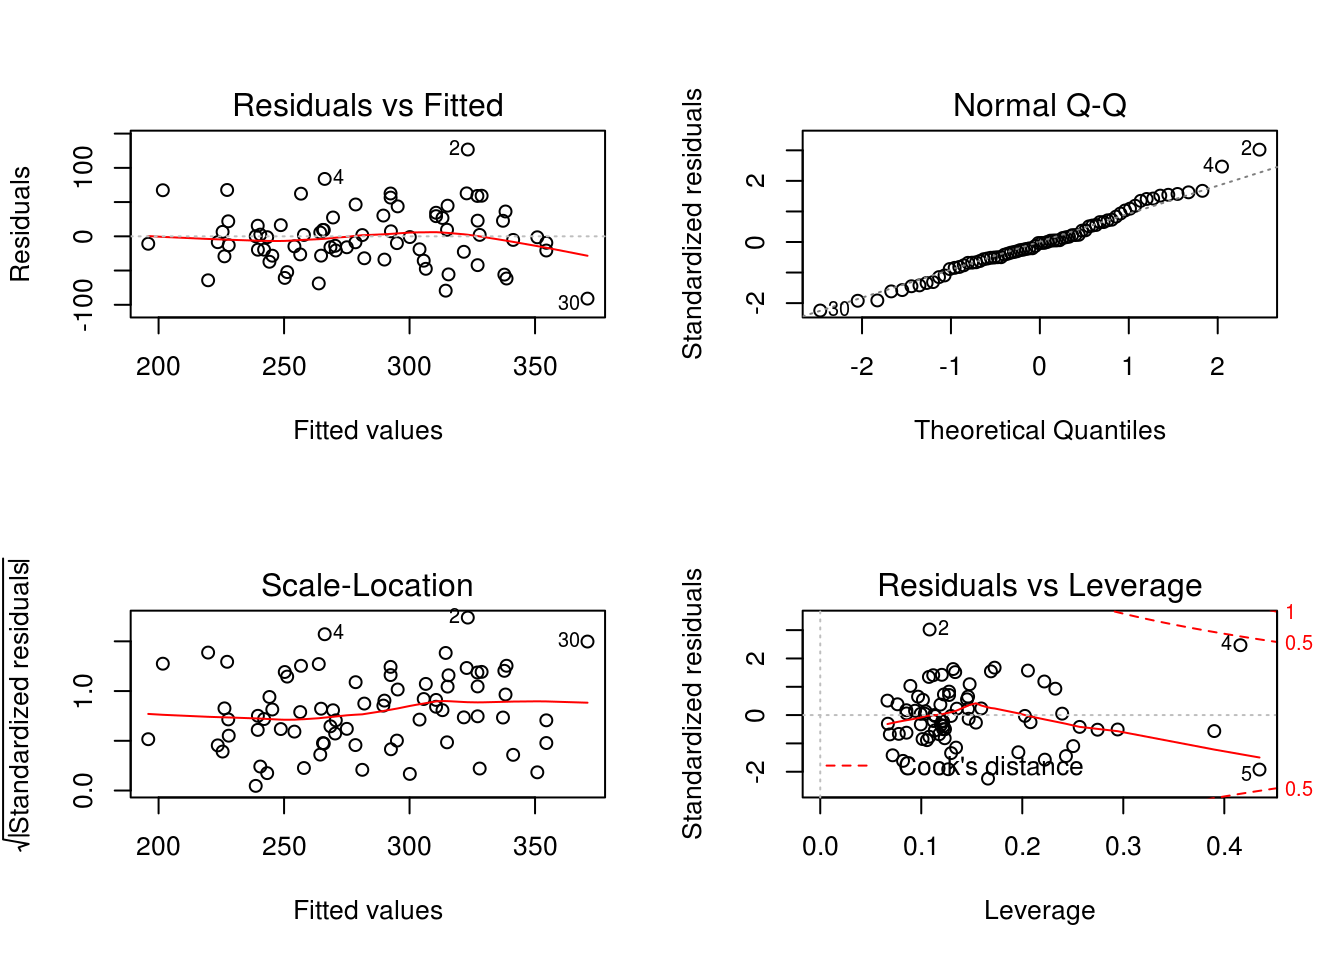 Residuals vs Fitted
Residuals
-100 0 100
2
4
30
200 250 300 350
Fitted values
Normal Q-Q
Standardized residuals
-2 0 2
2
4
30
-2 -1 0 1 2
Theoretical Quantiles
Scale-Location
√|Standardized residuals|
0.0 1.0
2
4
30
200 250 300 350
Fitted values
Residuals vs Leverage
Standardized residuals
-2 0 2
1
0.5
2
4
Cook's distance
5
0.5
0.0 0.1 0.2 0.3 0.4
Leverage